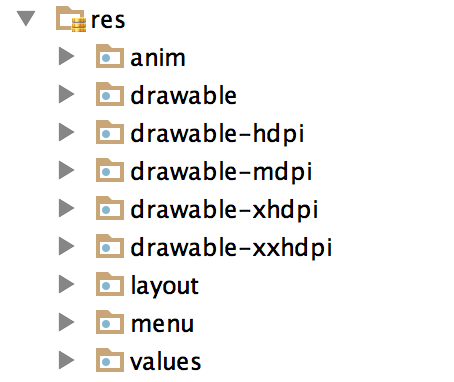 res
anim
drawable
drawable-hdpi
drawable-mdpi
drawable-xhdpi
drawable-xxhdpi
layout
menu
values